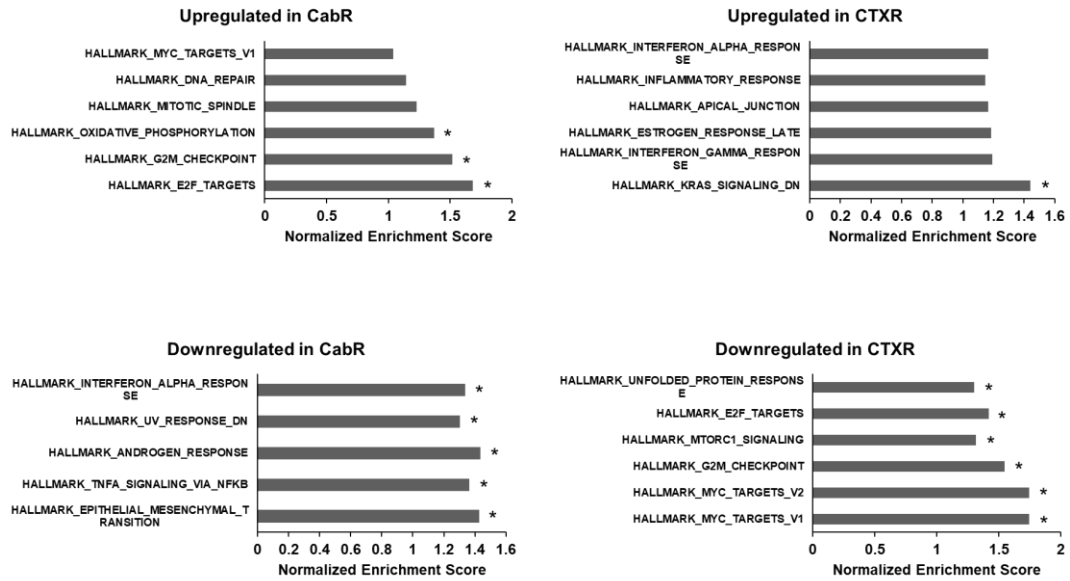 Upregulated in CabR
HALLMARK_MYC_TARGETS_V1
HALLMARK_DNA_REPAIR
HALLMARK_MITOTIC_SPINDLE
HALLMARK_OXIDATIVE_PHOSPHORYLATION *
HALLMARK_G2M_CHECKPOINT *
HALLMARK_E2F_TARGETS *
0 0.5 1 1.5 2
Normalized Enrichment Score
Upregulated in CTXR
HALLMARK_INTERFERON_ALPHA_RESPON
SE
HALLMARK_INFLAMMATORY_RESPONSE
HALLMARK_APICAL_JUNCTION
HALLMARK_ESTROGEN_RESPONSE_LATE
HALLMARK_INTERFERON_GAMMA_RESPON
SE
HALLMARK_KRAS_SIGNALING_DN *
0 0.2 0.4 0.6 0.8 1 1.2 1.4 1.6
Normalized Enrichment Score
Downregulated in CabR
HALLMARK_INTERFERON_ALPHA_RESPON
SE *
HALLMARK_UV_RESPONSE_DN *
HALLMARK_ANDROGEN_RESPONSE *
HALLMARK_TNFA_SIGNALING_VIA_NFKB *
HALLMARK_EPITHELIAL_MESENCHYMAL_T
RANSITION *
0 0.2 0.4 0.6 0.8 1 1.2 1.4 1.6
Normalized Enrichment Score
Downregulated in CTXR
HALLMARK_UNFOLDED_PROTEIN_RESPONS
E *
HALLMARK_E2F_TARGETS *
HALLMARK_MTORC1_SIGNALING *
HALLMARK_G2M_CHECKPOINT *
HALLMARK_MYC_TARGETS_V2 *
HALLMARK_MYC_TARGETS_V1 *
0 0.5 1 1.5 2
Normalized Enrichment Score